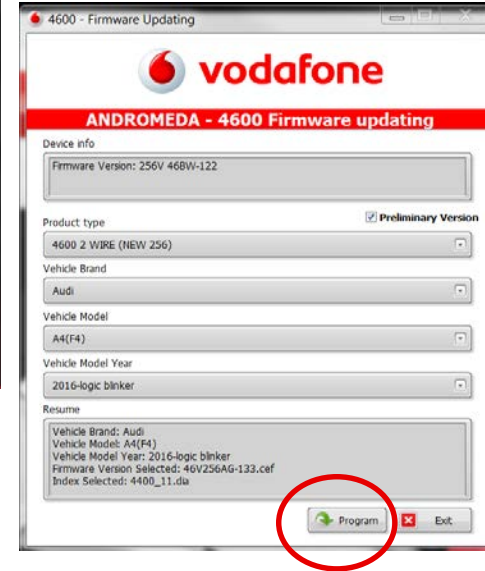 4600 - Firmware Updating
vodafone
ANDROMEDA - 4600 Firmware updating
Device info
Firmware Version: 256V 46BW-122
Product type
Preliminary Version
4600 2 WIRE (NEW 256)
Vehicle Brand
Audi
Vehicle Model
A4(F4)
Vehicle Model Year
2016-logic blinker
Resume
Vehicle Brand: Audi
Vehicle Model: A4(F4)
Vehicle Model Year: 2016-logic blinker
Firmware Version Selected: 46V256AG-133.cef
Index Selected: 4400_11.dia
Program
Exit